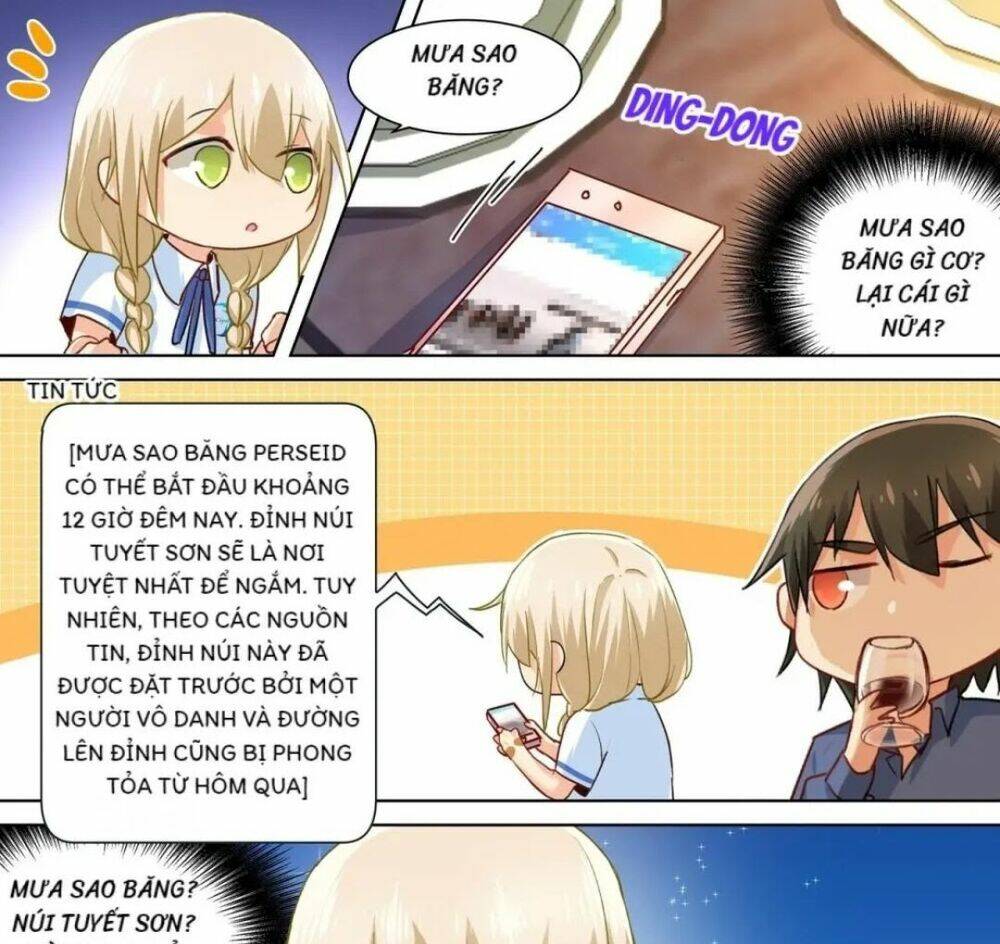 MƯA SAO
BĂNG?
DING-DONG
MƯA SAO
BĂNG GÌ CƠ?
LẠI CÁI GÌ
NỮA?
TIN TỨC
[MƯA SAO BĂNG PERSEID
CÓ THỂ BẮT ĐẦU KHOẢNG
12 GIỜ ĐÊM NAY. ĐỈNH NÚI
TUYẾT SƠN SẼ LÀ NƠI
TUYỆT NHẤT ĐỂ NGẮM. TUY
NHIÊN, THEO CÁC NGUỒN
TIN, ĐỈNH NÚI NÀY ĐÃ
ĐƯỢC ĐẶT TRƯỚC BỞI MỘT
NGƯỜI VÔ DANH VÀ ĐƯỜNG
LÊN ĐỈNH CŨNG BỊ PHONG
TỎA TỪ HÔM QUA]
MƯA SAO BĂNG?
NÚI TUYẾT SƠN?